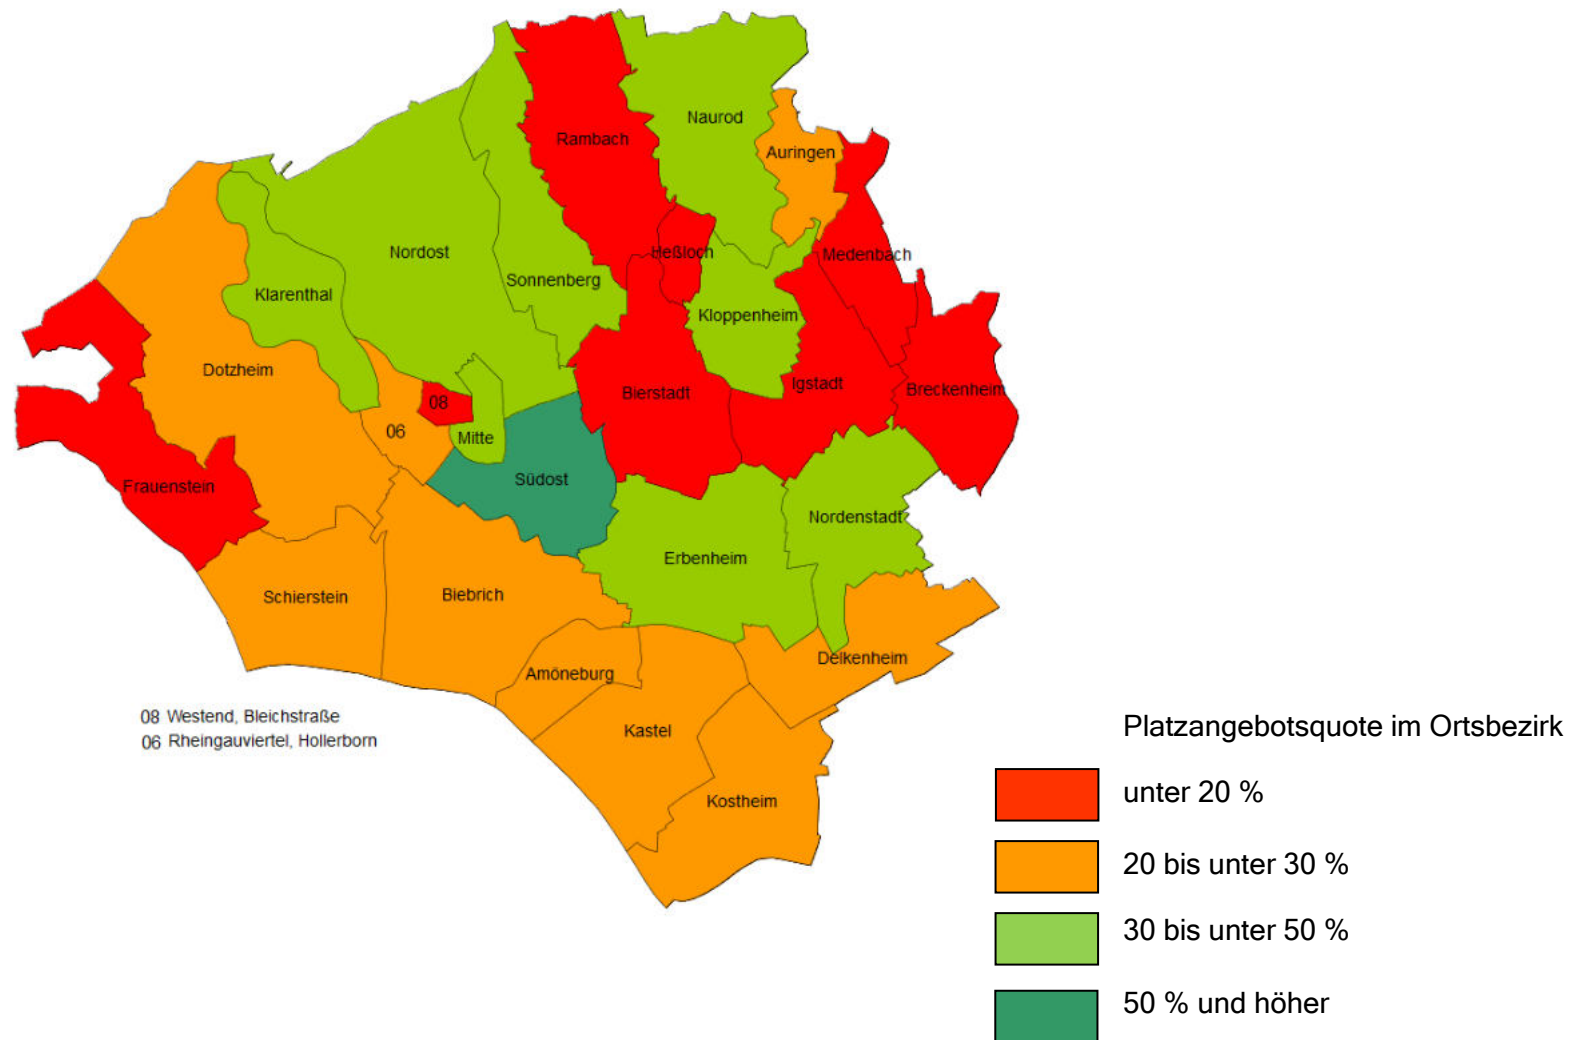 Naurod
Rambach
Auringen
Nordost
Heßloch
Medenbach
Sonnenberg
Klarenthal
Kloppenheim
Dotzheim
Igstadt
Bierstadt
Breckenheim
08
06
Mitte
Südost
Frauenstein
Nordenstadt
Erbenheim
Schierstein
Biebrich
Delkenheim
Amöneburg
Kastel
Kostheim
08 Westend, Bleichstraße
06 Rheingauviertel, Hollerborn
Platzangebotsquote im Ortsbezirk
unter 20 %
20 bis unter 30 %
30 bis unter 50 %
50 % und höher